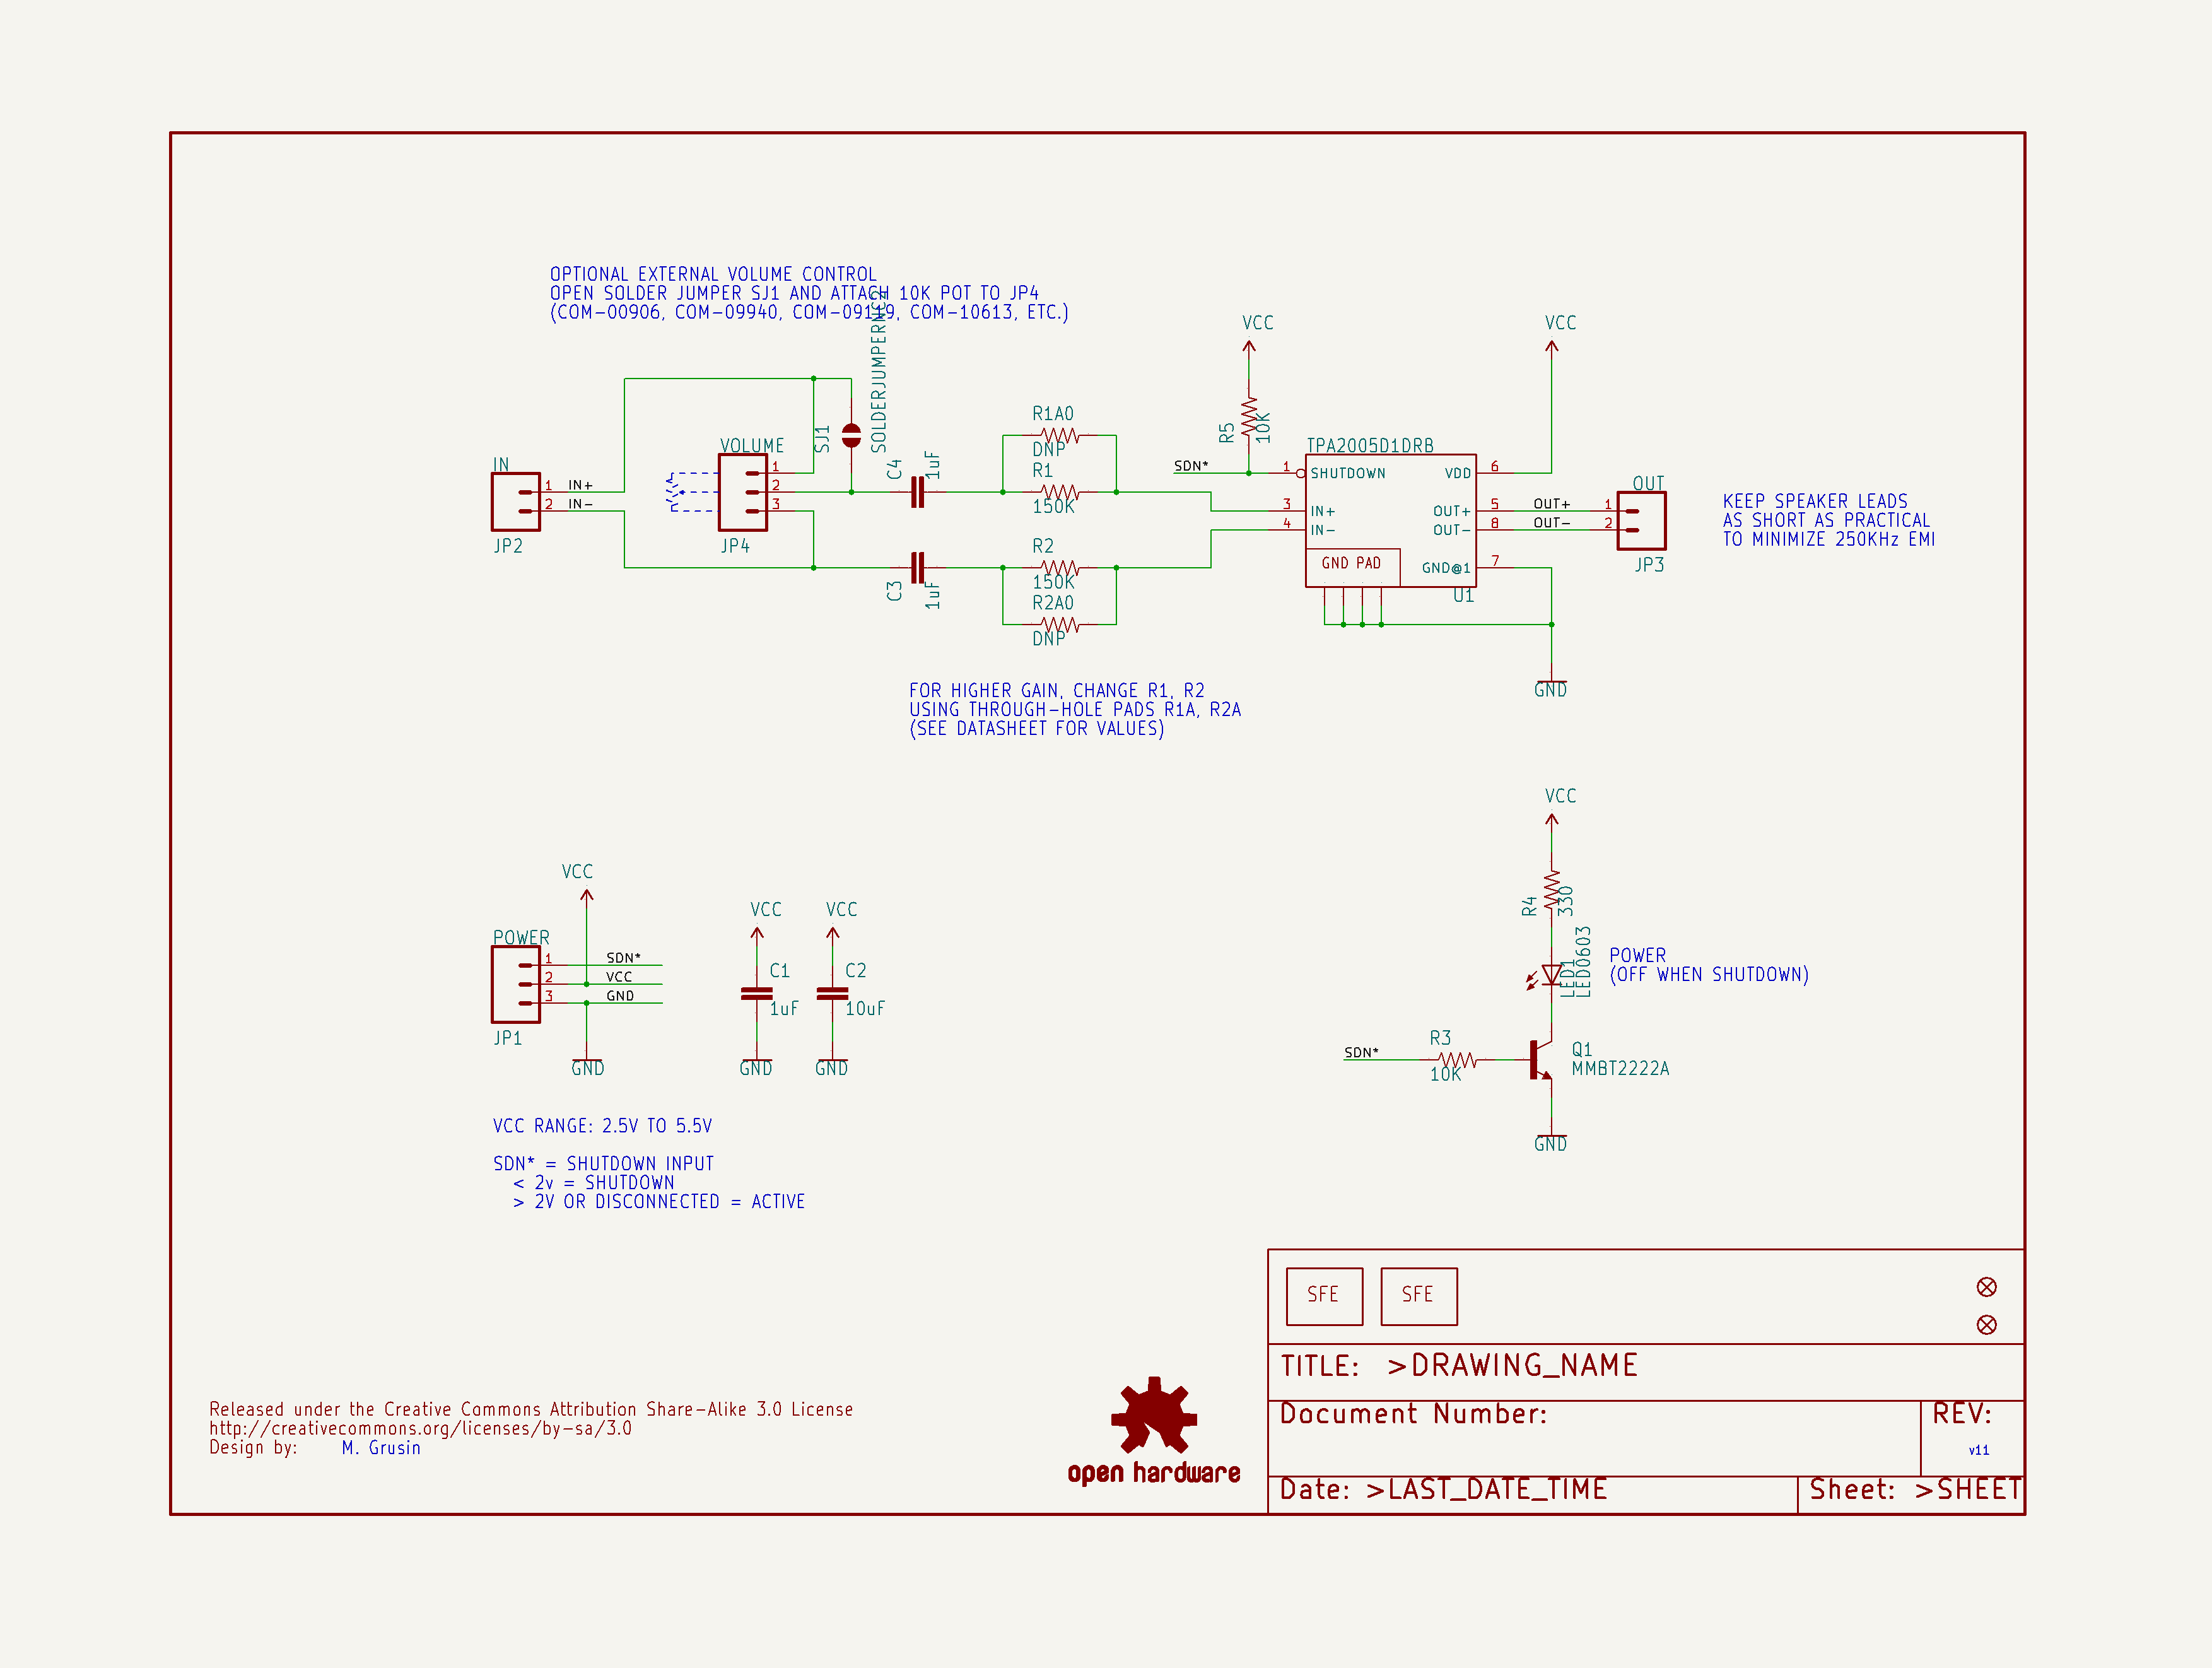 OPTIONAL EXTERNAL VOLUME CONTROL
OPEN SOLDER JUMPER SJ1 AND ATTACH 10K POT TO JP4
(COM-00906, COM-09940, COM-09119, COM-10613, ETC.)
SOLDERJUMPERNC2
SJ1
IN
1
2
IN+
IN-
JP2
VOLUME
1
2
3
JP4
C4
1uF
C3
1uF
R1A0
DNP
R1
150K
R2
150K
R2A0
DNP
VCC
R5
10K
SDN*
TPA2005D1DRB
1
SHUTDOWN
3
IN+
4
IN-
GND PAD
VDD
6
OUT+
5
OUT-
8
GND@1
7
U1
VCC
OUT+
OUT-
OUT
1
2
JP3
GND
KEEP SPEAKER LEADS
AS SHORT AS PRACTICAL
TO MINIMIZE 250KHz EMI
FOR HIGHER GAIN, CHANGE R1, R2
USING THROUGH-HOLE PADS R1A, R2A
(SEE DATASHEET FOR VALUES)
VCC
POWER
1
2
3
SDN*
VCC
GND
JP1
GND
VCC
C1
1uF
GND
VCC
C2
10uF
GND
VCC
R4
330
LED1
LED0603
POWER
(OFF WHEN SHUTDOWN)
SDN*
R3
10K
Q1
MMBT2222A
GND
VCC RANGE: 2.5V TO 5.5V
SDN* = SHUTDOWN INPUT
< 2v = SHUTDOWN
> 2V OR DISCONNECTED = ACTIVE
SFE
SFE
TITLE: >DRAWING_NAME
Document Number:
REV:
v11
Date: >LAST_DATE_TIME
Sheet: >SHEET
Released under the Creative Commons Attribution Share-Alike 3.0 License
http://creativecommons.org/licenses/by-sa/3.0
Design by: M. Grusin
open hardware